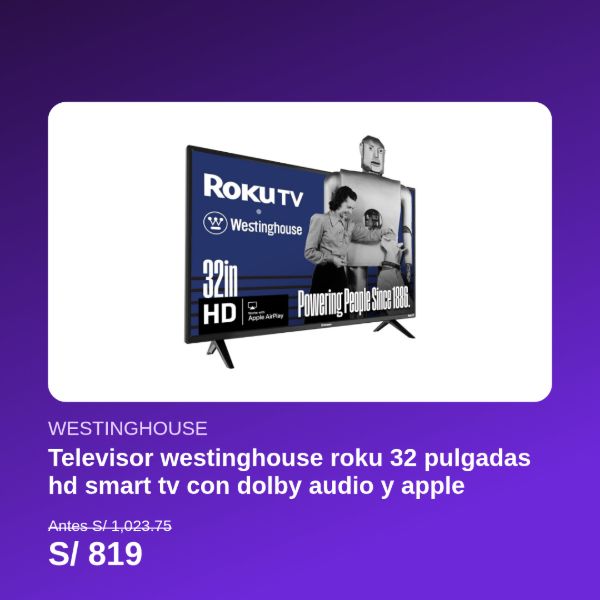 Roku TV
Westinghouse
32in
HD
Works with
Apple AirPlay
Powering People Since 1886.
WESTINGHOUSE
Televisor westinghouse roku 32 pulgadas
hd smart tv con dolby audio y apple
Antes S/ 1,023.75
S/ 819